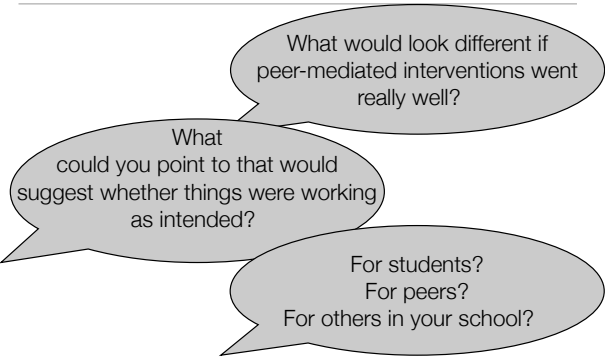 What would look different if
peer-mediated interventions went
really well?
What
could you point to that would
suggest whether things were working
as intended?
For students?
For peers?
For others in your school?